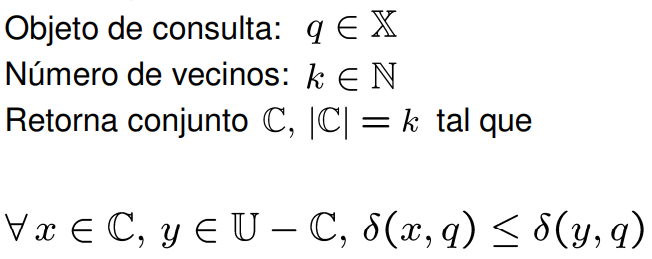 Objeto de consulta: q ∈ 𝕏
Número de vecinos: k ∈ ℕ
Retorna conjunto ℂ, |ℂ| = k tal que
∀ x ∈ ℂ, y ∈ 𝕌 − ℂ, δ(x, q) ≤ δ(y, q)